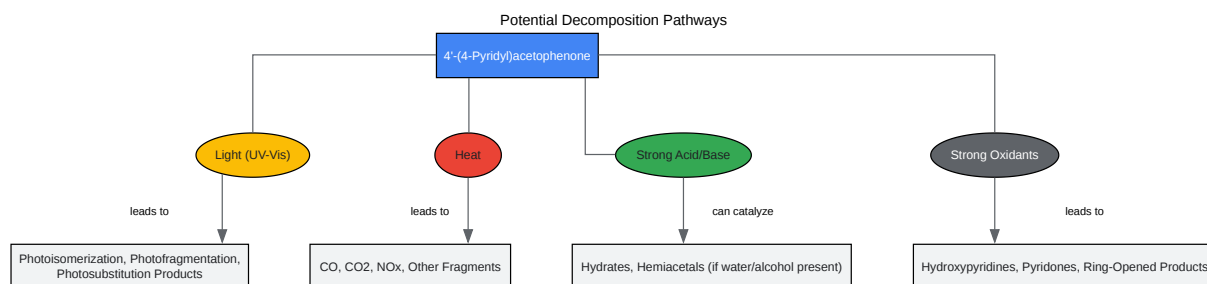 Potential Decomposition Pathways
4'-(4-Pyridyl)acetophenone
Light (UV-Vis)
Heat
Strong Acid/Base
Strong Oxidants
leads to
leads to
can catalyze
leads to
Photoisomerization, Photofragmentation,
Photosubstitution Products
CO, CO2, NOx, Other Fragments
Hydrates, Hemiacetals (if water/alcohol present)
Hydroxypyridines, Pyridones, Ring-Opened Products